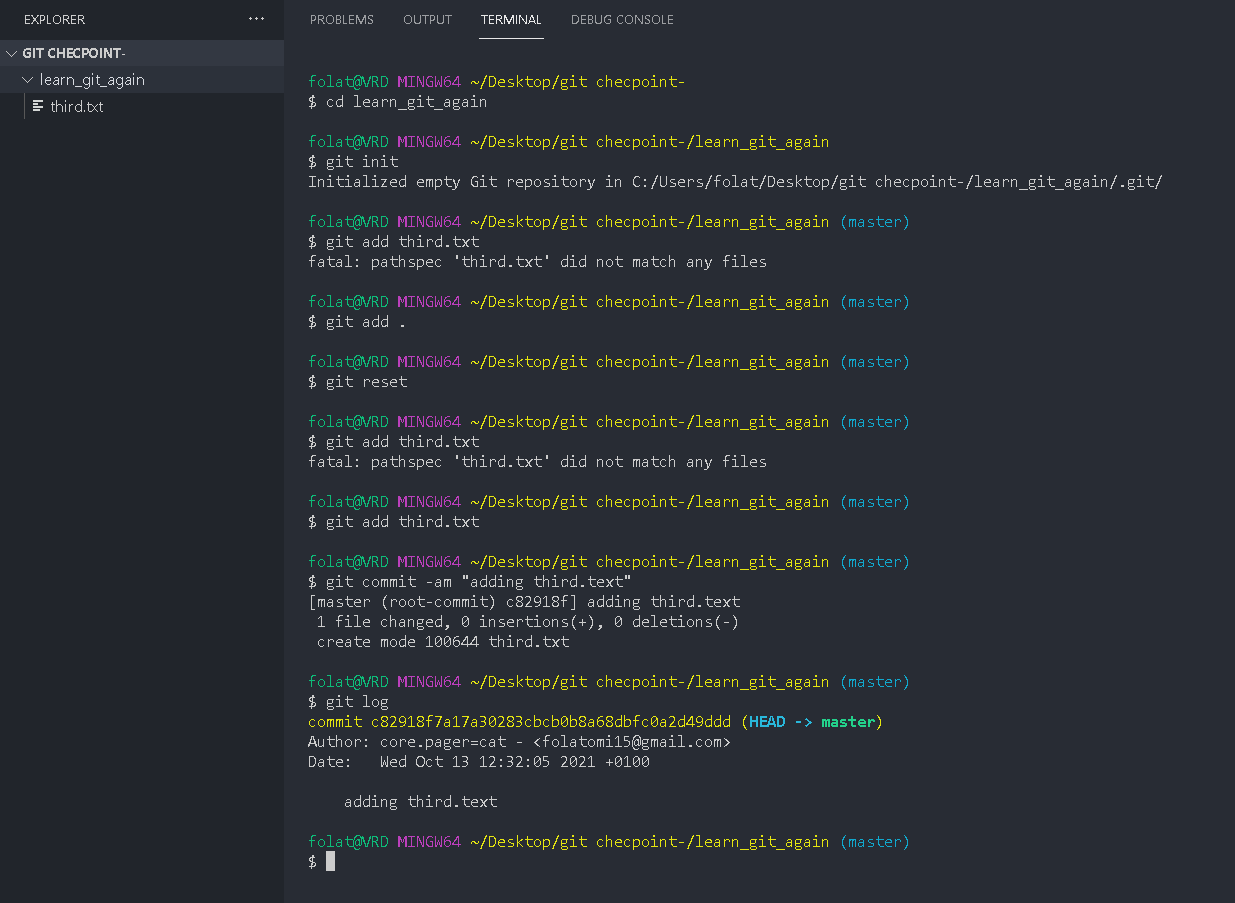 EXPLORER ···
PROBLEMS OUTPUT TERMINAL DEBUG CONSOLE
GIT CHECPOINT-
learn_git_again
third.txt
folat@VRD MINGW64 ~/Desktop/git checpoint-
$ cd learn_git_again
folat@VRD MINGW64 ~/Desktop/git checpoint-/learn_git_again
$ git init
Initialized empty Git repository in C:/Users/folat/Desktop/git checpoint-/learn_git_again/.git/
folat@VRD MINGW64 ~/Desktop/git checpoint-/learn_git_again (master)
$ git add third.txt
fatal: pathspec 'third.txt' did not match any files
folat@VRD MINGW64 ~/Desktop/git checpoint-/learn_git_again (master)
$ git add .
folat@VRD MINGW64 ~/Desktop/git checpoint-/learn_git_again (master)
$ git reset
folat@VRD MINGW64 ~/Desktop/git checpoint-/learn_git_again (master)
$ git add third.txt
fatal: pathspec 'third.txt' did not match any files
folat@VRD MINGW64 ~/Desktop/git checpoint-/learn_git_again (master)
$ git add third.txt
folat@VRD MINGW64 ~/Desktop/git checpoint-/learn_git_again (master)
$ git commit -am "adding third.text"
[master (root-commit) c82918f] adding third.text
1 file changed, 0 insertions(+), 0 deletions(-)
create mode 100644 third.txt
folat@VRD MINGW64 ~/Desktop/git checpoint-/learn_git_again (master)
$ git log
commit c82918f7a17a30283cbcb0b8a68dbfc0a2d49ddd (HEAD -> master)
Author: core.pager=cat - <folatomi15@gmail.com>
Date: Wed Oct 13 12:32:05 2021 +0100
adding third.text
folat@VRD MINGW64 ~/Desktop/git checpoint-/learn_git_again (master)
$